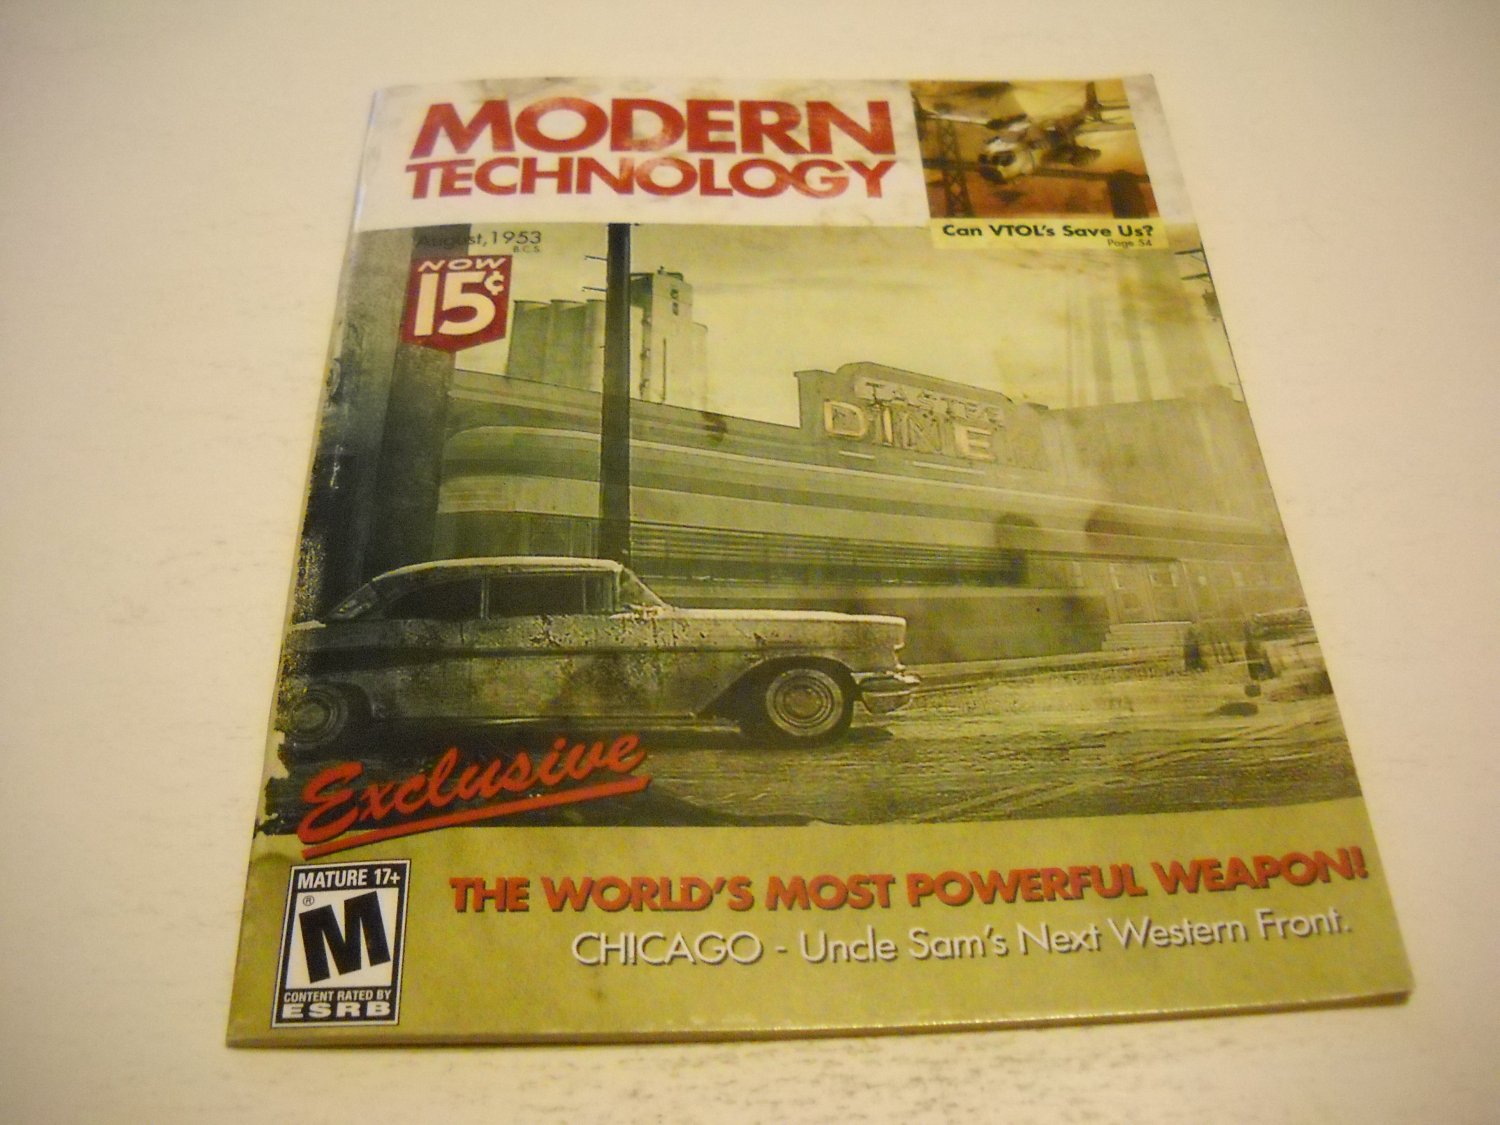 MODERN
TECHNOLOGY
Can VTOL's Save Us?
Page 54
August, 1953
B.C.S.
NOW
15¢
DINE
Exclusive
THE WORLD'S MOST POWERFUL WEAPON!
CHICAGO - Uncle Sam's Next Western Front.
MATURE 17+
M
®
CONTENT RATED BY
ESRB